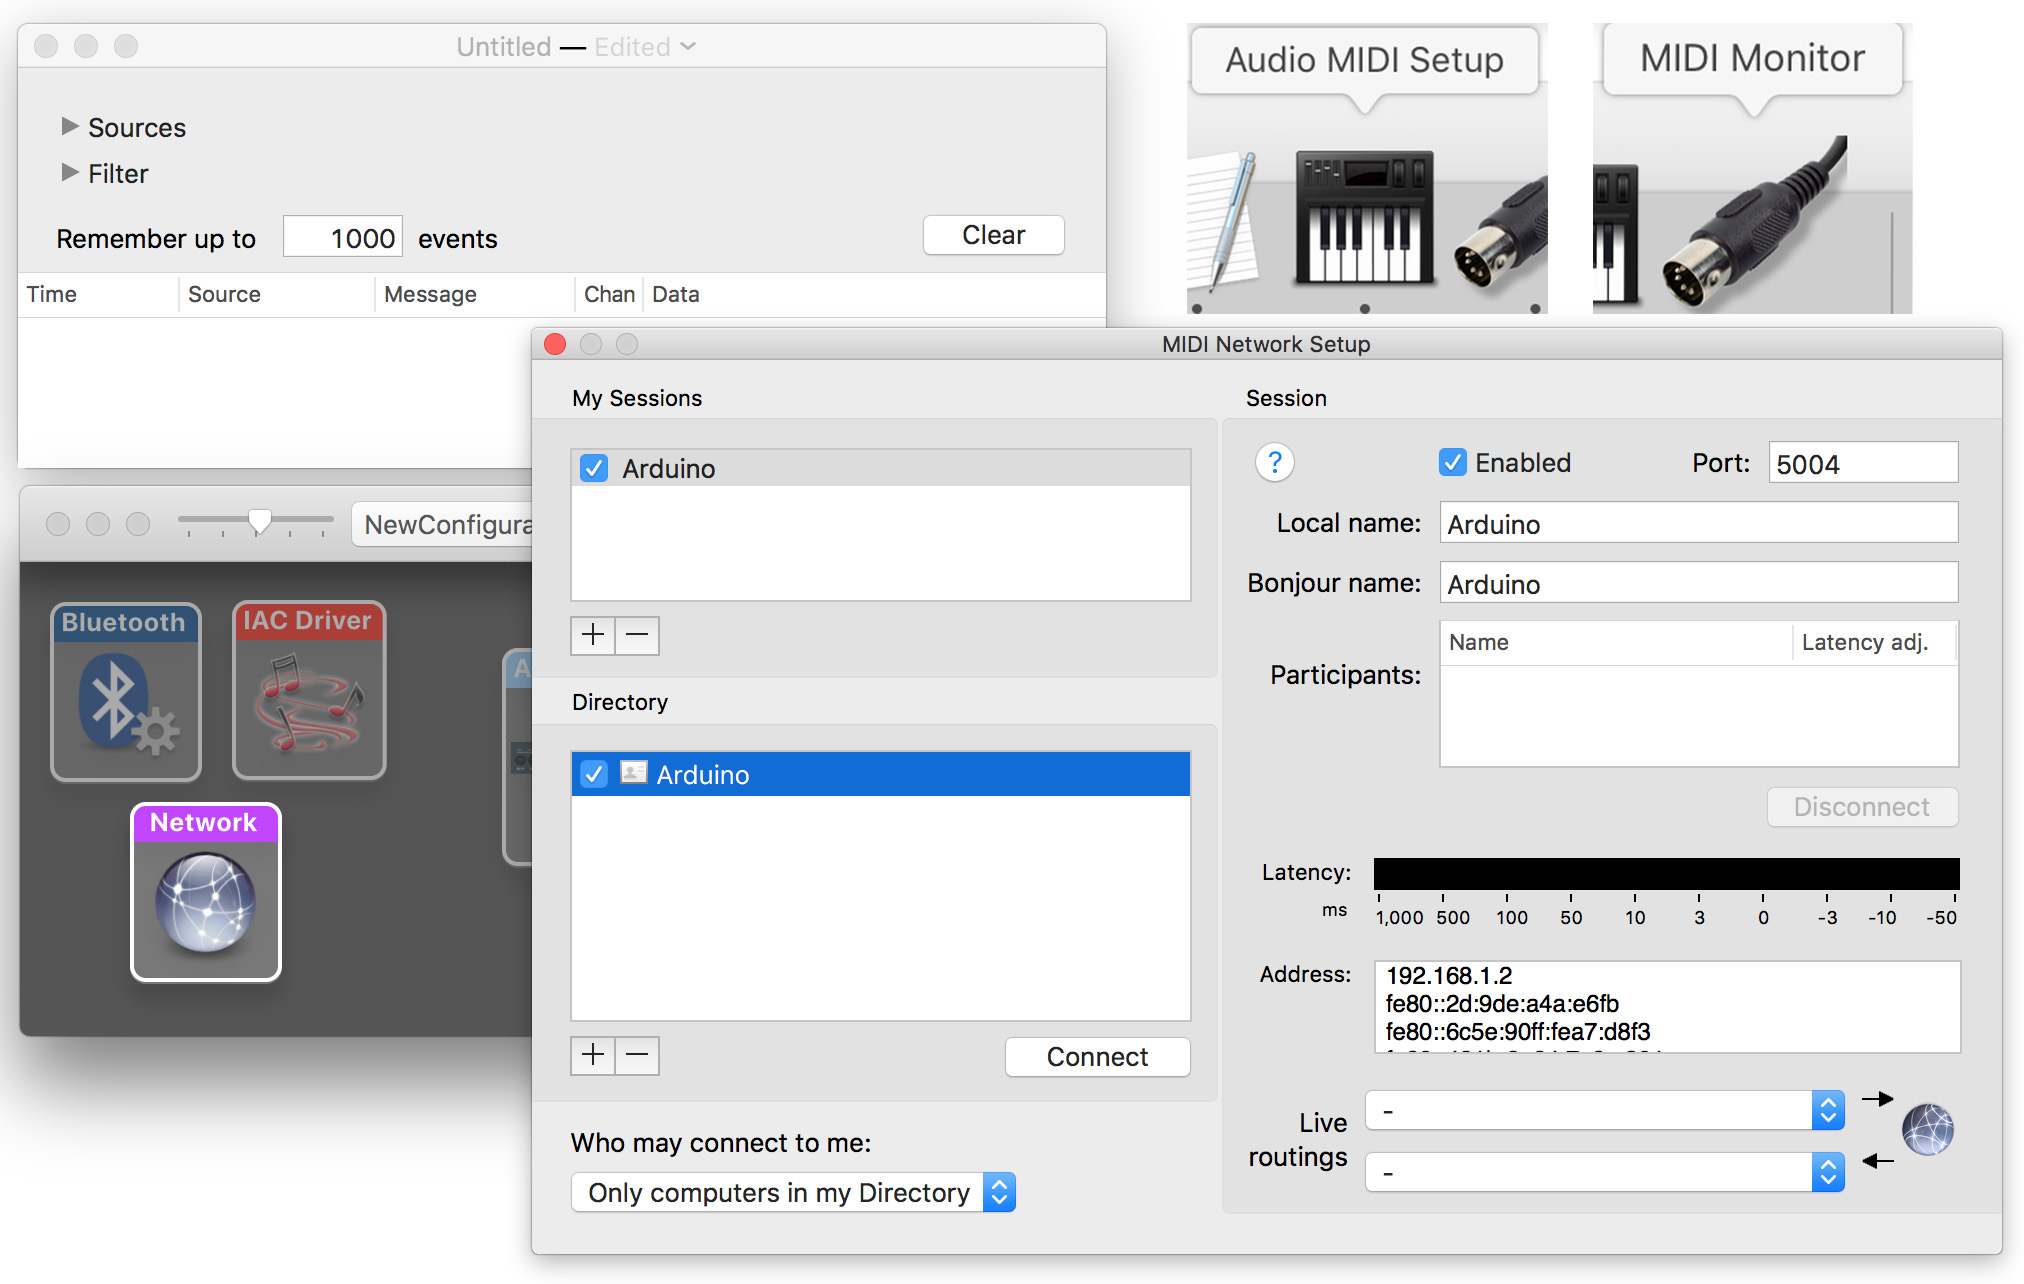 Untitled — Edited
Sources
Filter
Remember up to 1000 events
Clear
Time Source Message Chan Data
Audio MIDI Setup
MIDI Monitor
NewConfigura
Bluetooth
IAC Driver
A
Network
MIDI Network Setup
My Sessions
Arduino
+ −
Directory
Arduino
+ −
Connect
Who may connect to me:
Only computers in my Directory
Session
? Enabled Port: 5004
Local name: Arduino
Bonjour name: Arduino
Name Latency adj.
Participants:
Disconnect
Latency:
ms 1,000 500 100 50 10 3 0 -3 -10 -50
Address: 192.168.1.2
fe80::2d:9de:a4a:e6fb
fe80::6c5e:90ff:fea7:d8f3
Live
routings
-
-